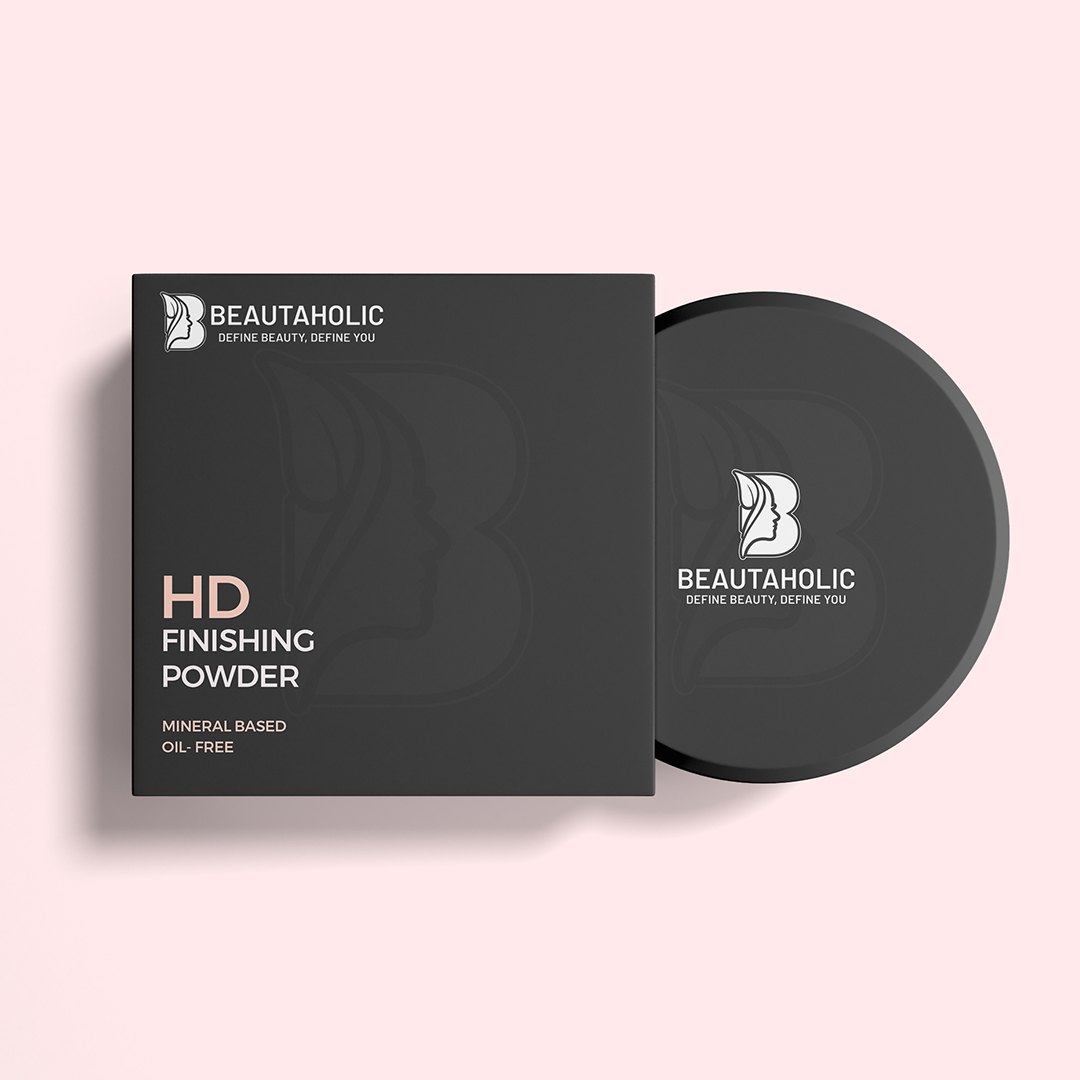 BEAUTAHOLIC
DEFINE BEAUTY, DEFINE YOU
HD
FINISHING
POWDER
MINERAL BASED
OIL- FREE
BEAUTAHOLIC
DEFINE BEAUTY, DEFINE YOU